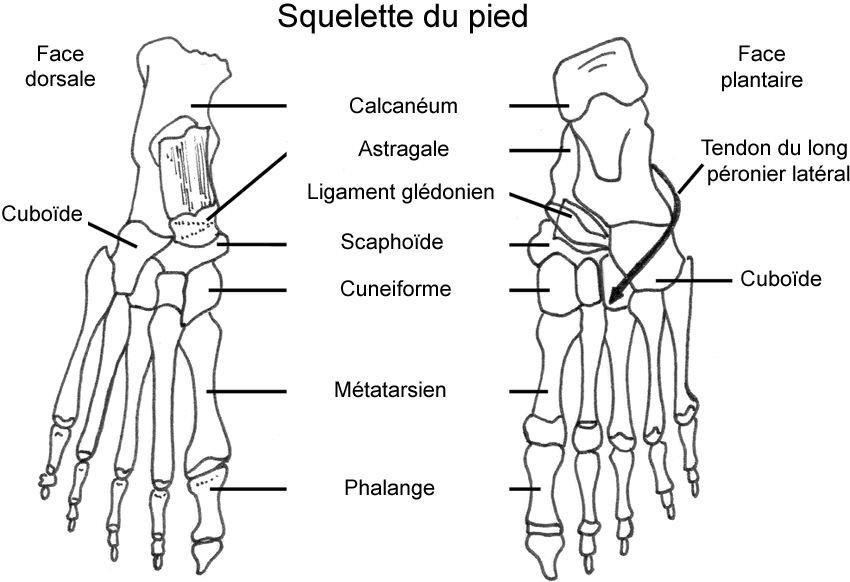 Squelette du pied
Face
dorsale
Face
plantaire
Calcanéum
Astragale
Tendon du long
péronier latéral
Ligament glédonien
Cuboïde
Scaphoïde
Cuneiforme
Cuboïde
Métatarsien
Phalange